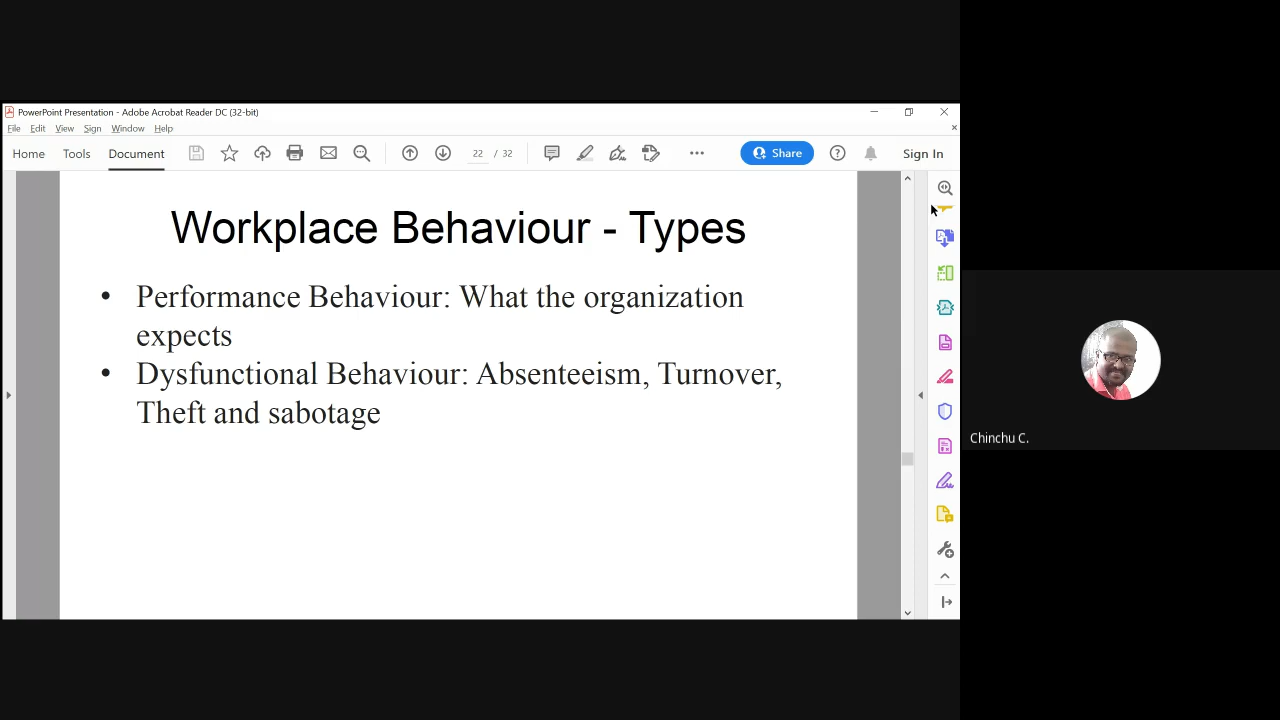 PowerPoint Presentation - Adobe Acrobat Reader DC (32-bit)
File Edit View Sign Window Help
Home Tools Document 22 / 32 Share Sign In
Workplace Behaviour - Types
• Performance Behaviour: What the organization
expects
• Dysfunctional Behaviour: Absenteeism, Turnover,
Theft and sabotage
Chinchu C.